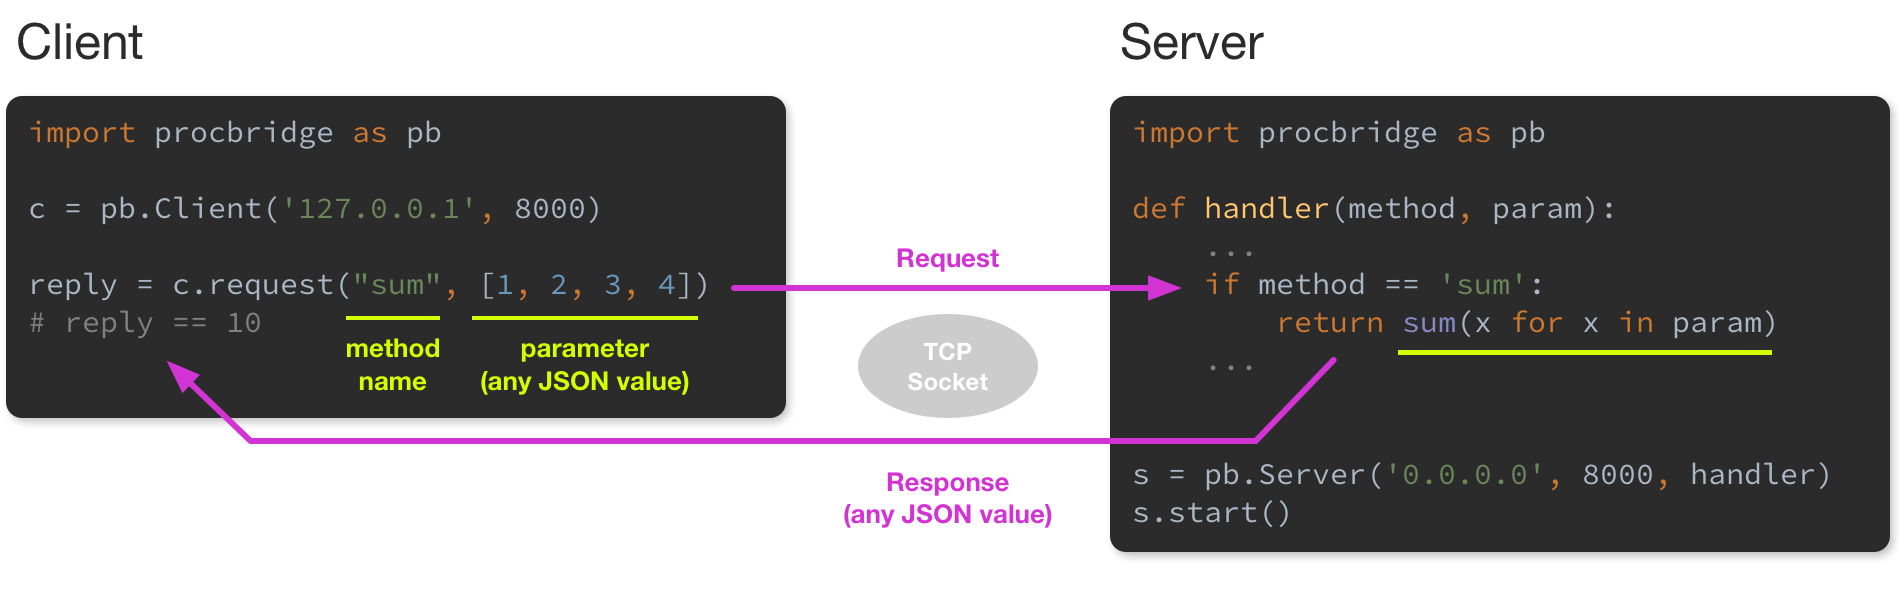 Client
import procbridge as pb
c = pb.Client('127.0.0.1', 8000)
reply = c.request("sum", [1, 2, 3, 4])
# reply == 10
method
name
parameter
(any JSON value)
Request
TCP
Socket
Response
(any JSON value)
Server
import procbridge as pb
def handler(method, param):
...
if method == 'sum':
return sum(x for x in param)
...
s = pb.Server('0.0.0.0', 8000, handler)
s.start()